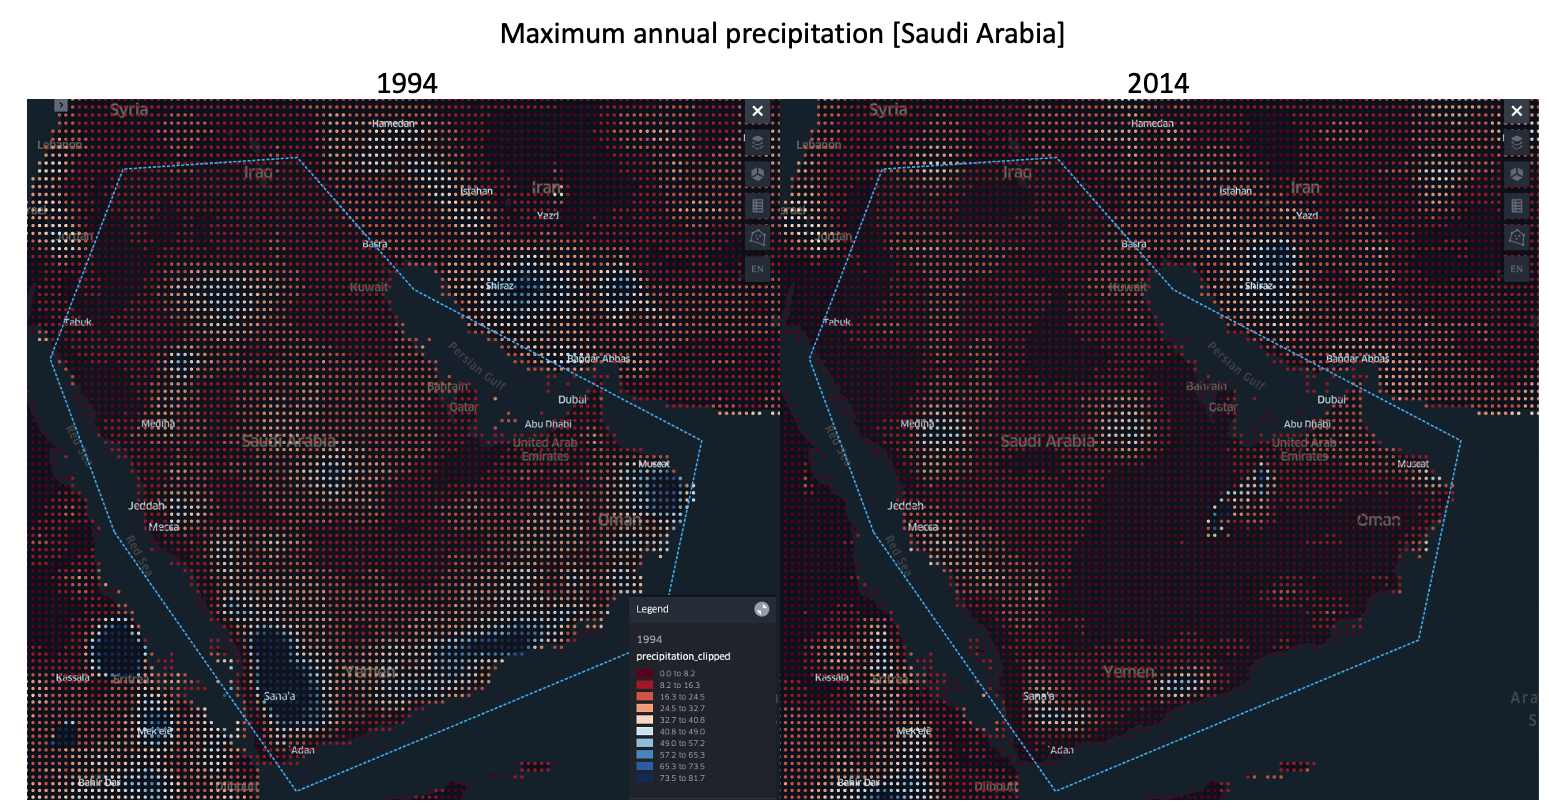 Maximum annual precipitation [Saudi Arabia]
1994
2014
Syria
Hamedan
Lebanon
Iraq
Isfahan
Iran
Yazd
Jordan
Basra
Kuwait
Shiraz
Tabuk
Persian Gulf
Bandar Abbas
Bahrain
Qatar
Dubai
Medina
Abu Dhabi
Red Sea
Saudi Arabia
United Arab
Emirates
Muscat
Jeddah
Mecca
Oman
Red Sea
Kassala
Eritrea
Yemen
Sana'a
Mek'ele
Adan
Bahir Dar
Djibouti
EN
Legend
1994
precipitation_clipped
0.0 to 8.2
8.2 to 16.3
16.3 to 24.5
24.5 to 32.7
32.7 to 40.8
40.8 to 49.0
49.0 to 57.2
57.2 to 65.3
65.3 to 73.5
73.5 to 81.7
Syria
Hamedan
Lebanon
Iraq
Isfahan
Iran
Yazd
Israel
Jordan
Basra
Kuwait
Shiraz
Tabuk
Persian Gulf
Bandar Abbas
Bahrain
Qatar
Dubai
Medina
Abu Dhabi
Red Sea
Saudi Arabia
United Arab
Emirates
Muscat
Jeddah
Mecca
Oman
Red Sea
Kassala
Eritrea
Yemen
Sana'a
Mek'ele
Adan
Bahir Dar
Djibouti
Ara
S
EN